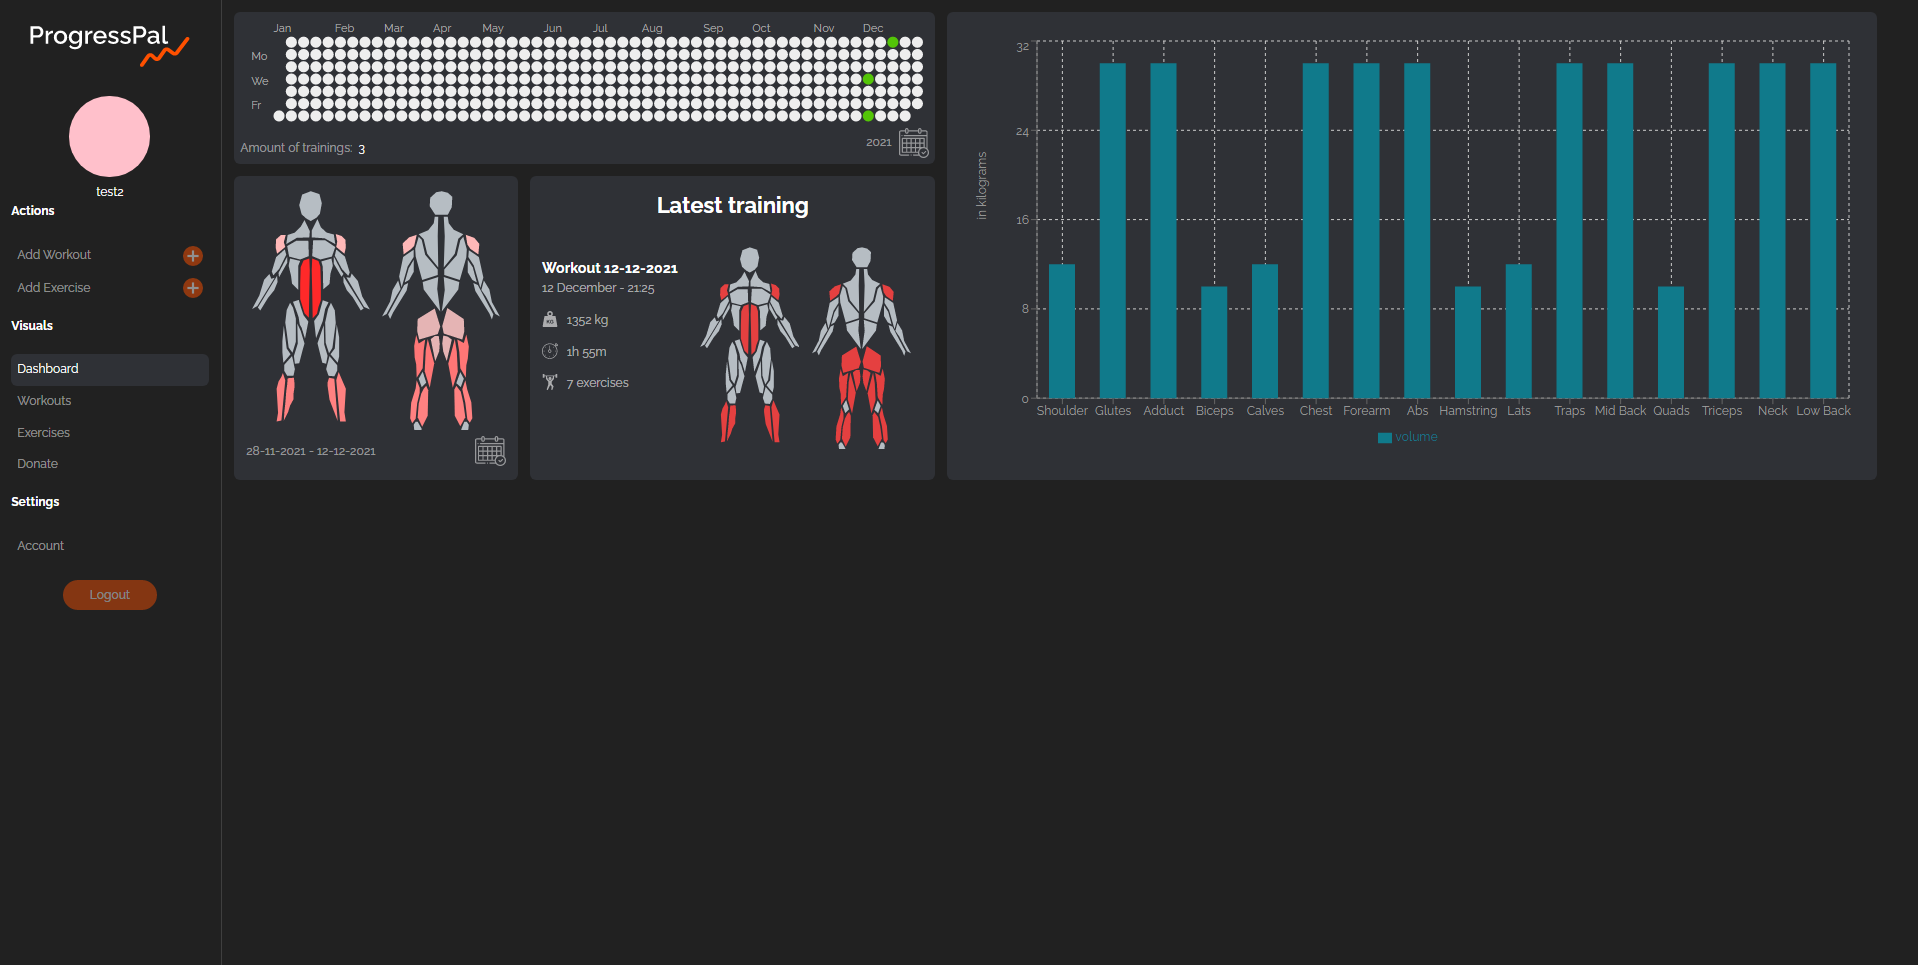 ProgressPal
test2
Actions
Add Workout
Add Exercise
Visuals
Dashboard
Workouts
Exercises
Donate
Settings
Account
Logout
Jan Feb Mar Apr May Jun Jul Aug Sep Oct Nov Dec
Mo
We
Fr
Amount of trainings: 3
2021
28-11-2021 - 12-12-2021
Latest training
Workout 12-12-2021
12 December - 21:25
KG
1352 kg
1h 55m
7 exercises
in kilograms
32
24
16
8
0
Shoulder Glutes Adduct Biceps Calves Chest Forearm Abs Hamstring Lats Traps Mid Back Quads Triceps Neck Low Back
volume